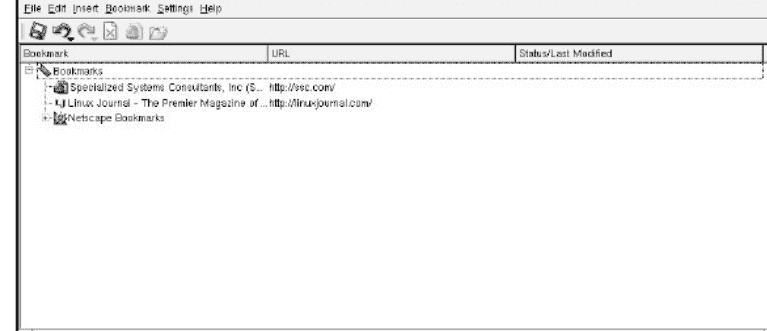 File Edit Insert Bookmark Settings Help
Bookmark URL Status/Last Modified
Bookmarks
Specialized Systems Consultants, Inc (S... http://ssc.com/
Linux Journal - The Premier Magazine of... http://linuxjournal.com/
Netscape Bookmarks